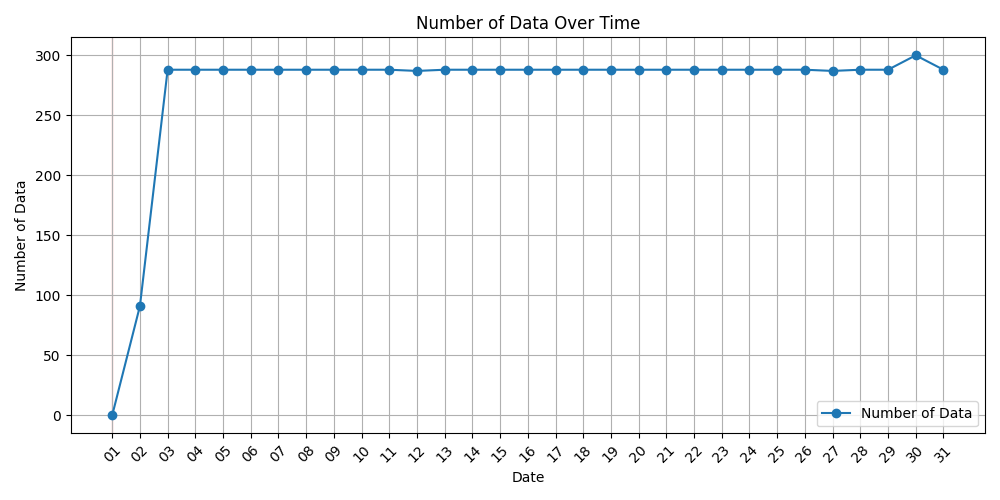 Number of Data Over Time
Number of Data
300
250
200
150
100
50
0
Number of Data
01 02 03 04 05 06 07 08 09 10 11 12 13 14 15 16 17 18 19 20 21 22 23 24 25 26 27 28 29 30 31
Date